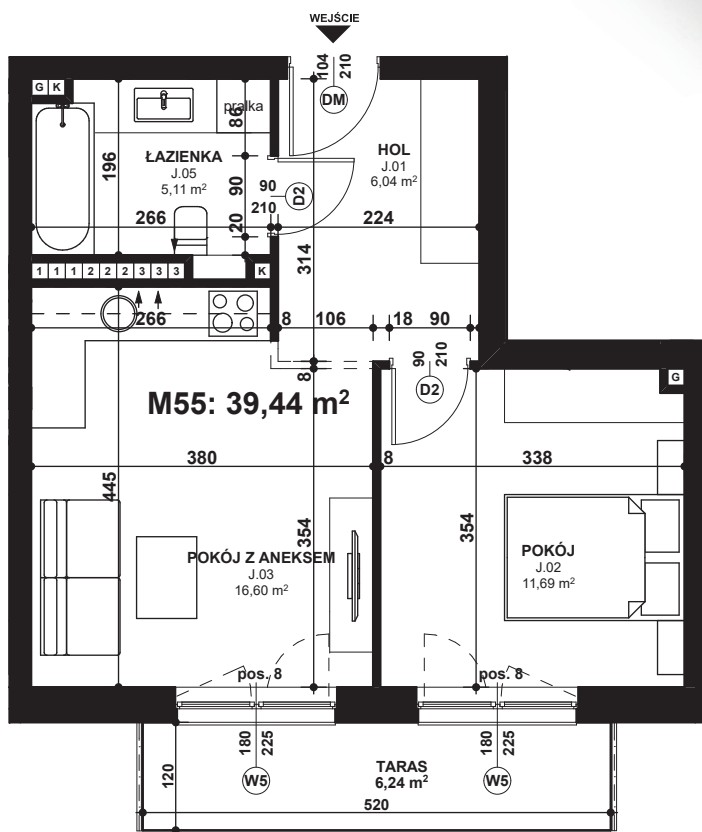 WEJŚCIE
104
210
DM
G K
pralka
86
HOL
J.01
6,04 m²
ŁAZIENKA
J.05
5,11 m²
196
90
90
210
D2
266
20
224
314
1 1 1 2 2 2 3 3 3
K
266
8
106
18
90
90
210
D2
8
G
M55: 39,44 m²
380
8
338
445
354
354
POKÓJ Z ANEKSEM
J.03
16,60 m²
POKÓJ
J.02
11,69 m²
pos. 8
pos. 8
180
225
W5
180
225
W5
120
TARAS
6,24 m²
520